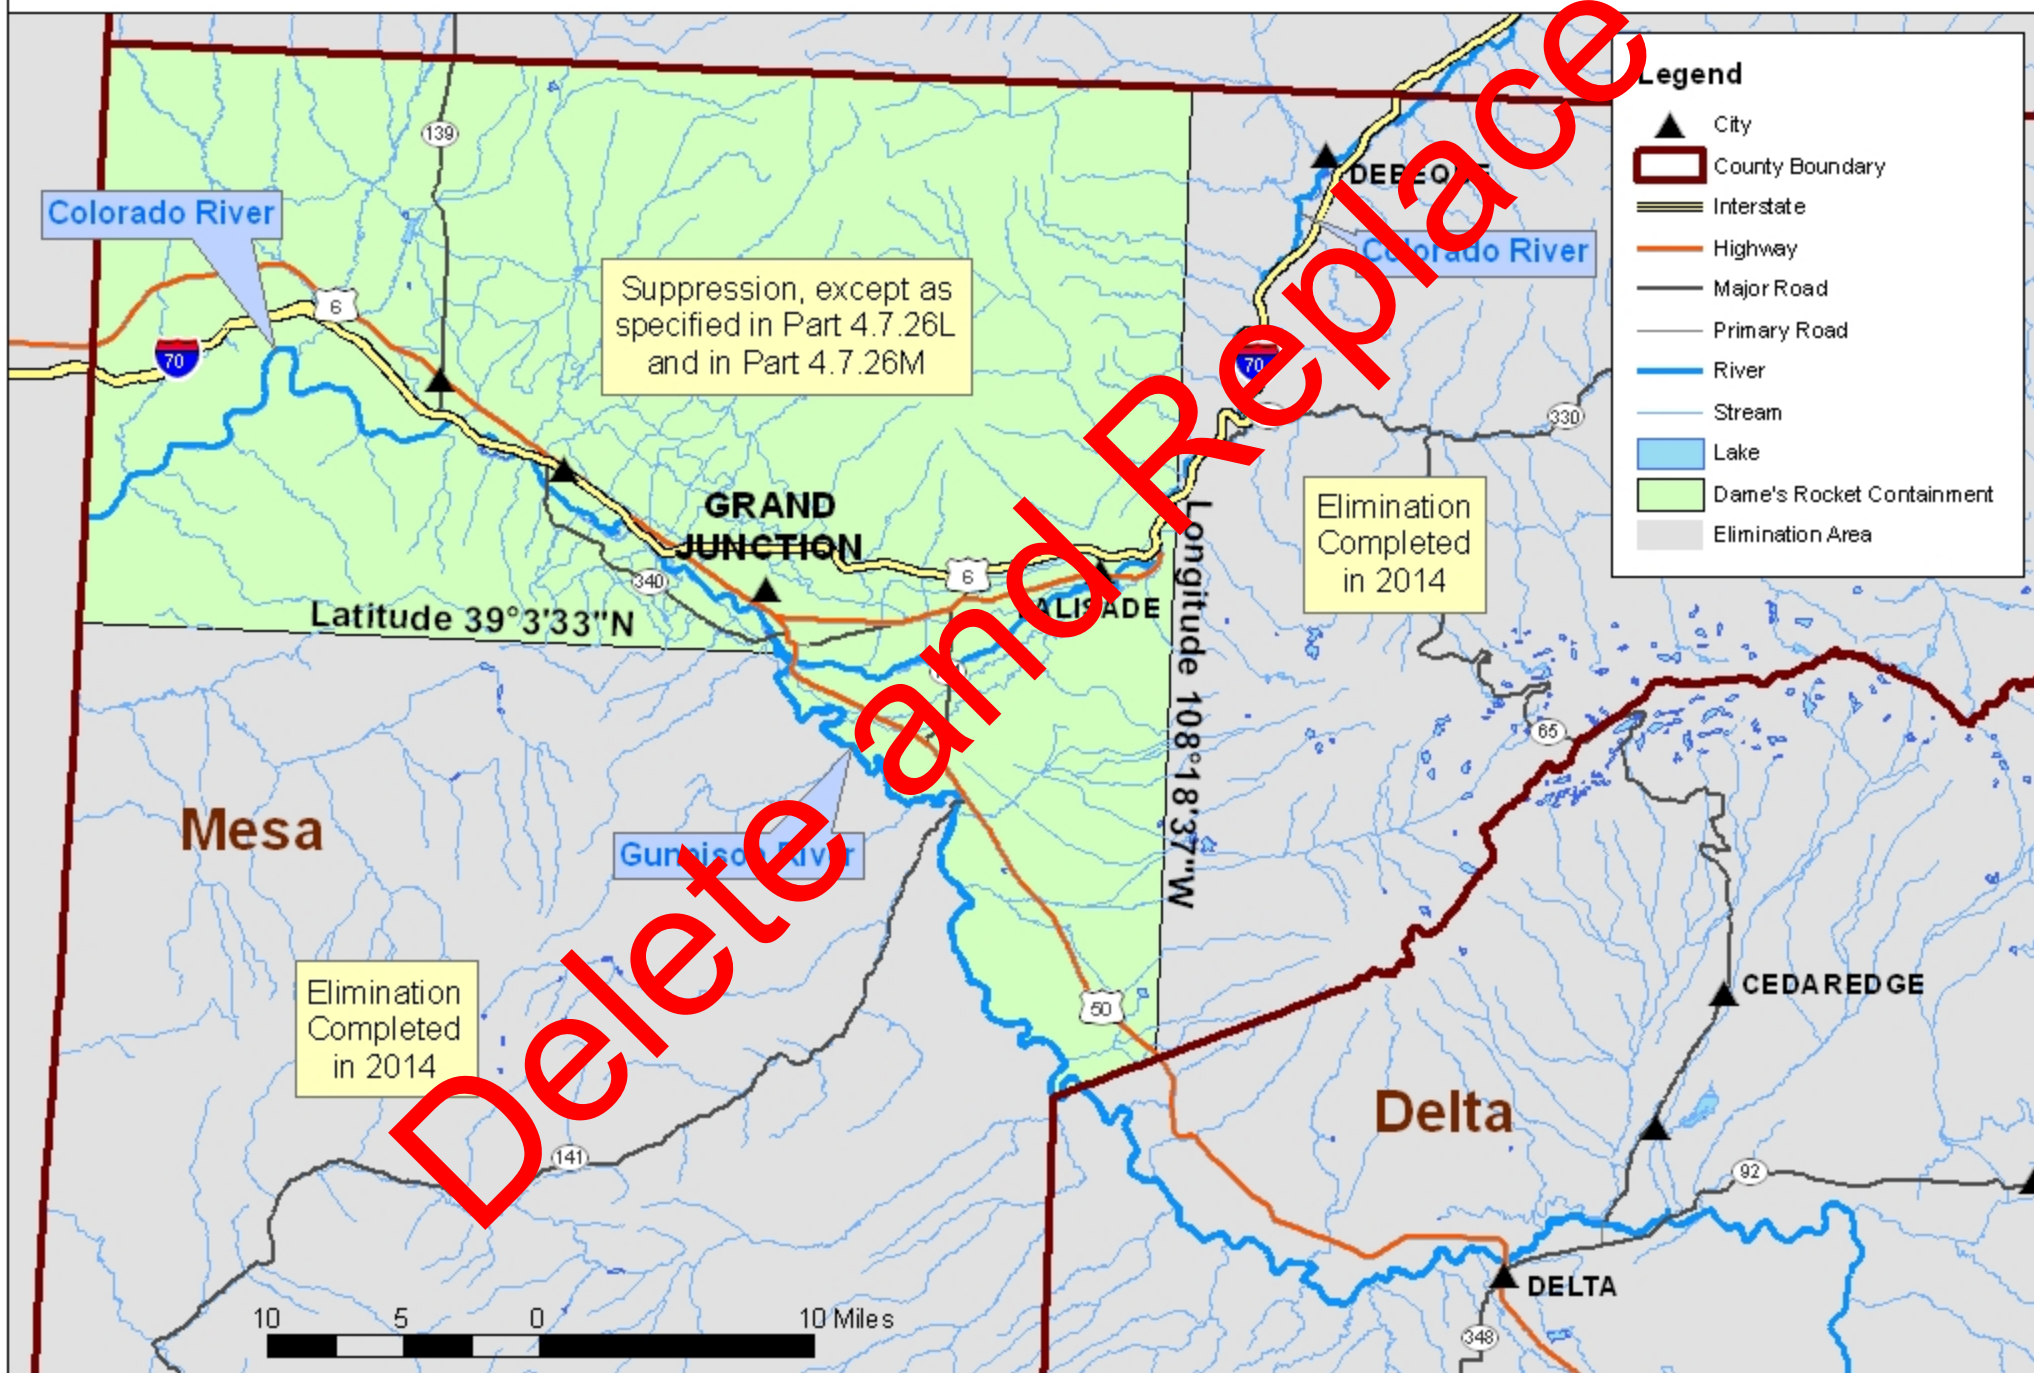 Legend
City
County Boundary
Interstate
Highway
Major Road
Primary Road
River
Stream
Lake
Dame's Rocket Containment
Elimination Area
139
Colorado River
DEBEQUE
Colorado River
Suppression, except as
specified in Part 4.7.26L
and in Part 4.7.26M
6
70
70
330
Elimination
Completed
in 2014
GRAND
JUNCTION
340
6
PALISADE
Latitude 39°3'33"N
Longitude 108°18'37"W
65
Mesa
Gunnison River
Delete and Replace
Elimination
Completed
in 2014
50
CEDAREDGE
Delta
141
92
DELTA
348
10 5 0 10 Miles